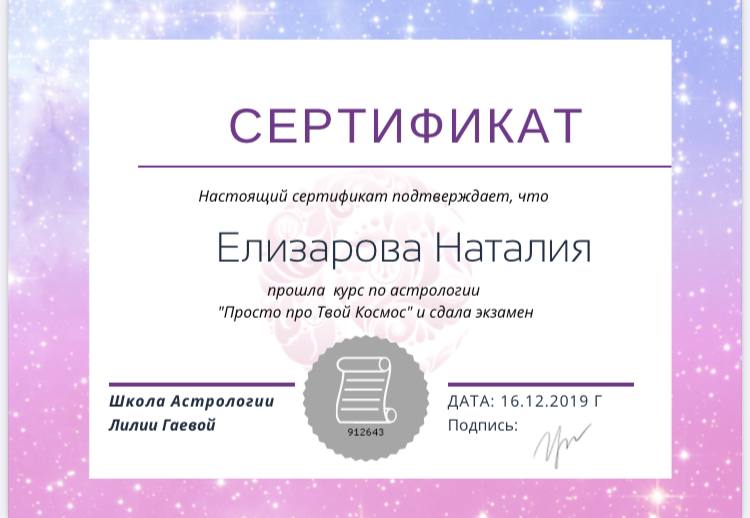 СЕРТИФИКАТ
Настоящий сертификат подтверждает, что
Елизарова Наталия
прошла курс по астрологии
"Просто про Твой Космос" и сдала экзамен
Школа Астрологии
Лилии Гаевой
912643
ДАТА: 16.12.2019 Г
Подпись: